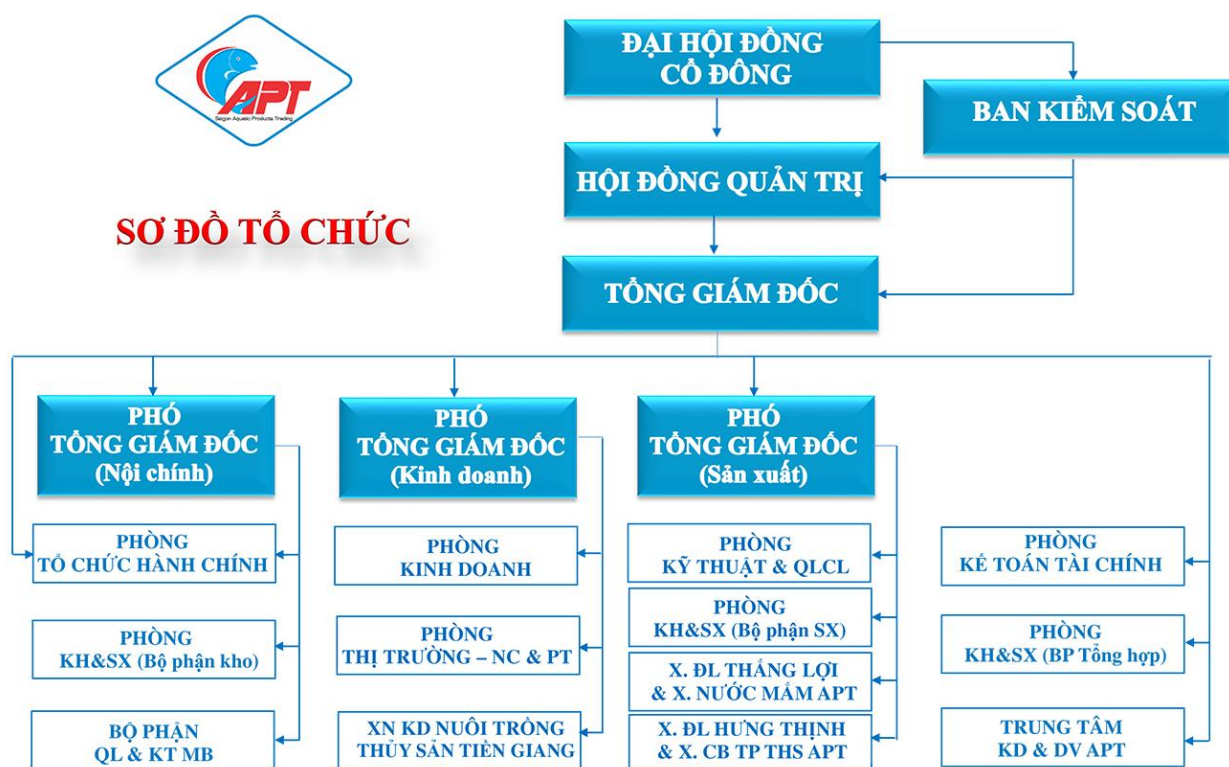 APT
Saigon Aquatic Products Trading
SƠ ĐỒ TỔ CHỨC
ĐẠI HỘI ĐỒNG
CỔ ĐÔNG
BAN KIỂM SOÁT
HỘI ĐỒNG QUẢN TRỊ
TỔNG GIÁM ĐỐC
PHÓ
TỔNG GIÁM ĐỐC
(Nội chính)
PHÒNG
TỔ CHỨC HÀNH CHÍNH
PHÒNG
KH&SX (Bộ phận kho)
BỘ PHẬN
QL & KT MB
PHÓ
TỔNG GIÁM ĐỐC
(Kinh doanh)
PHÒNG
KINH DOANH
PHÒNG
THỊ TRƯỜNG – NC & PT
XN KD NUÔI TRỒNG
THỦY SẢN TIỀN GIANG
PHÓ
TỔNG GIÁM ĐỐC
(Sản xuất)
PHÒNG
KỸ THUẬT & QLCL
PHÒNG
KH&SX (Bộ phận SX)
X. ĐL THẮNG LỢI
& X. NƯỚC MẮM APT
X. ĐL HƯNG THỊNH
& X. CB TP THS APT
PHÒNG
KẾ TOÁN TÀI CHÍNH
PHÒNG
KH&SX (BP Tổng hợp)
TRUNG TÂM
KD & DV APT